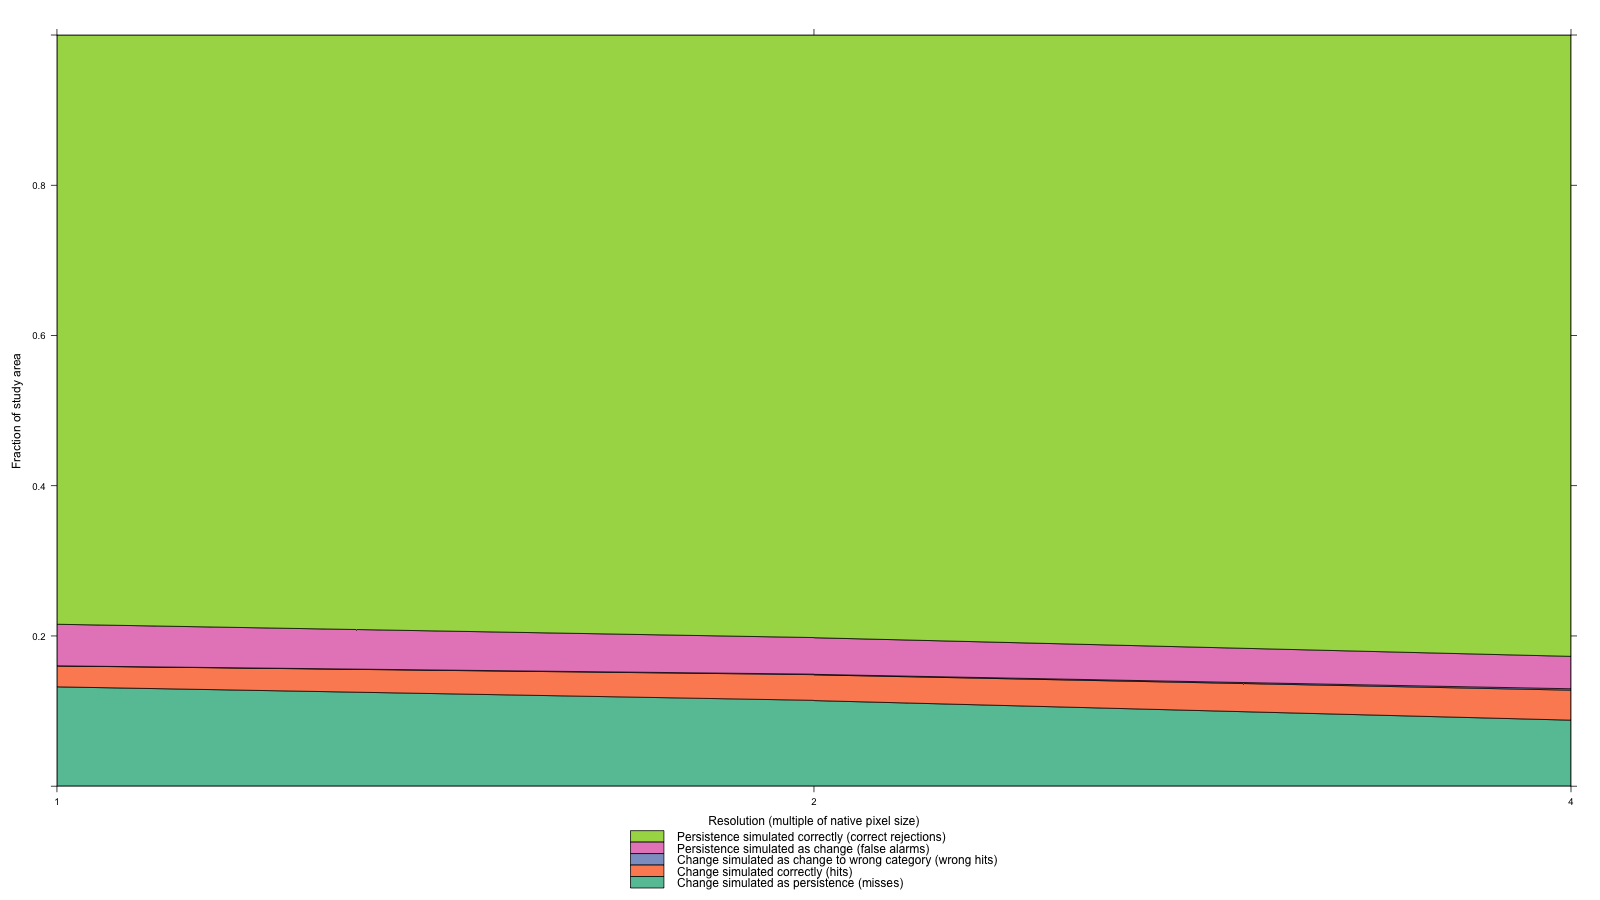 0.8
0.6
0.4
0.2
Fraction of study area
1
2
4
Resolution (multiple of native pixel size)
Persistence simulated correctly (correct rejections)
Persistence simulated as change (false alarms)
Change simulated as change to wrong category (wrong hits)
Change simulated correctly (hits)
Change simulated as persistence (misses)